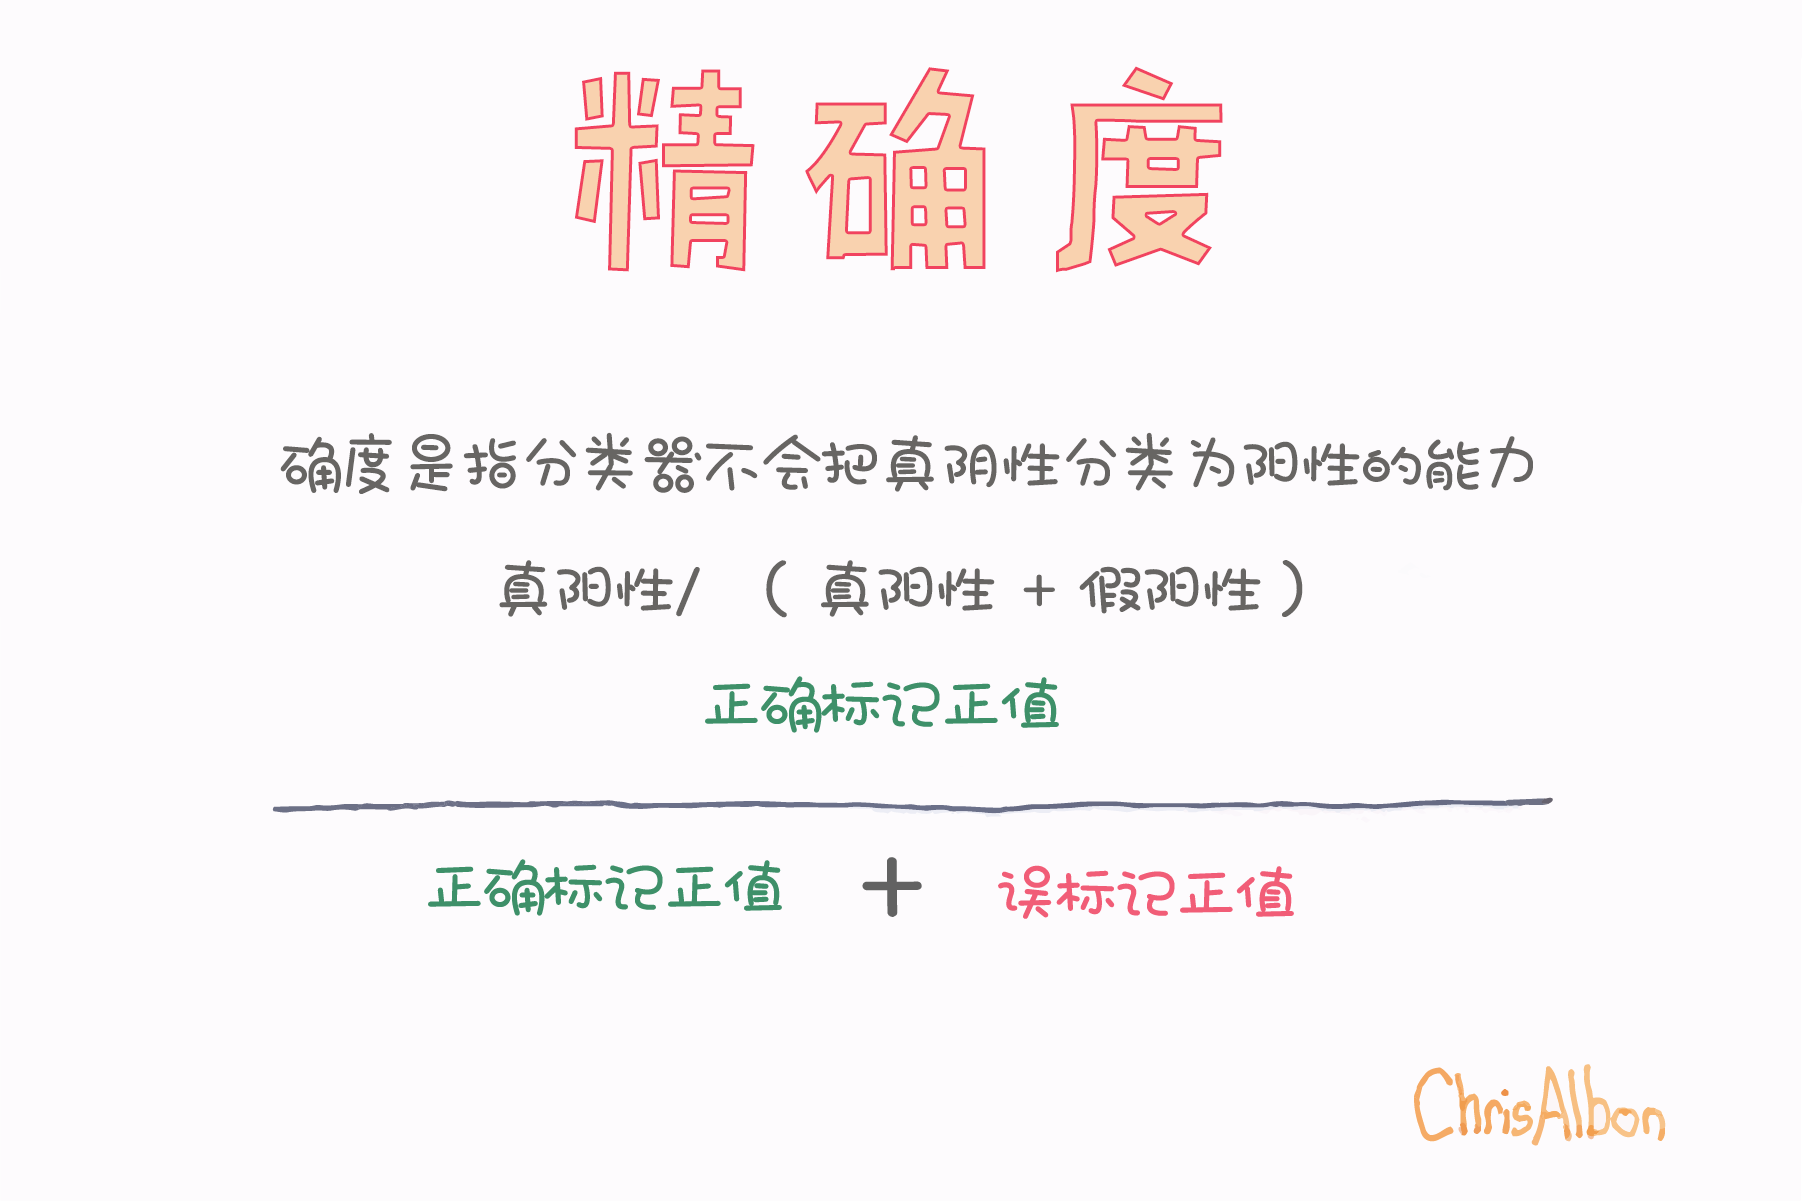 精确度
确度是指分类器不会把真阴性分类为阳性的能力
真阳性/ （ 真阳性 + 假阳性 ）
正确标记正值
正确标记正值 + 误标记正值
ChrisAlbon